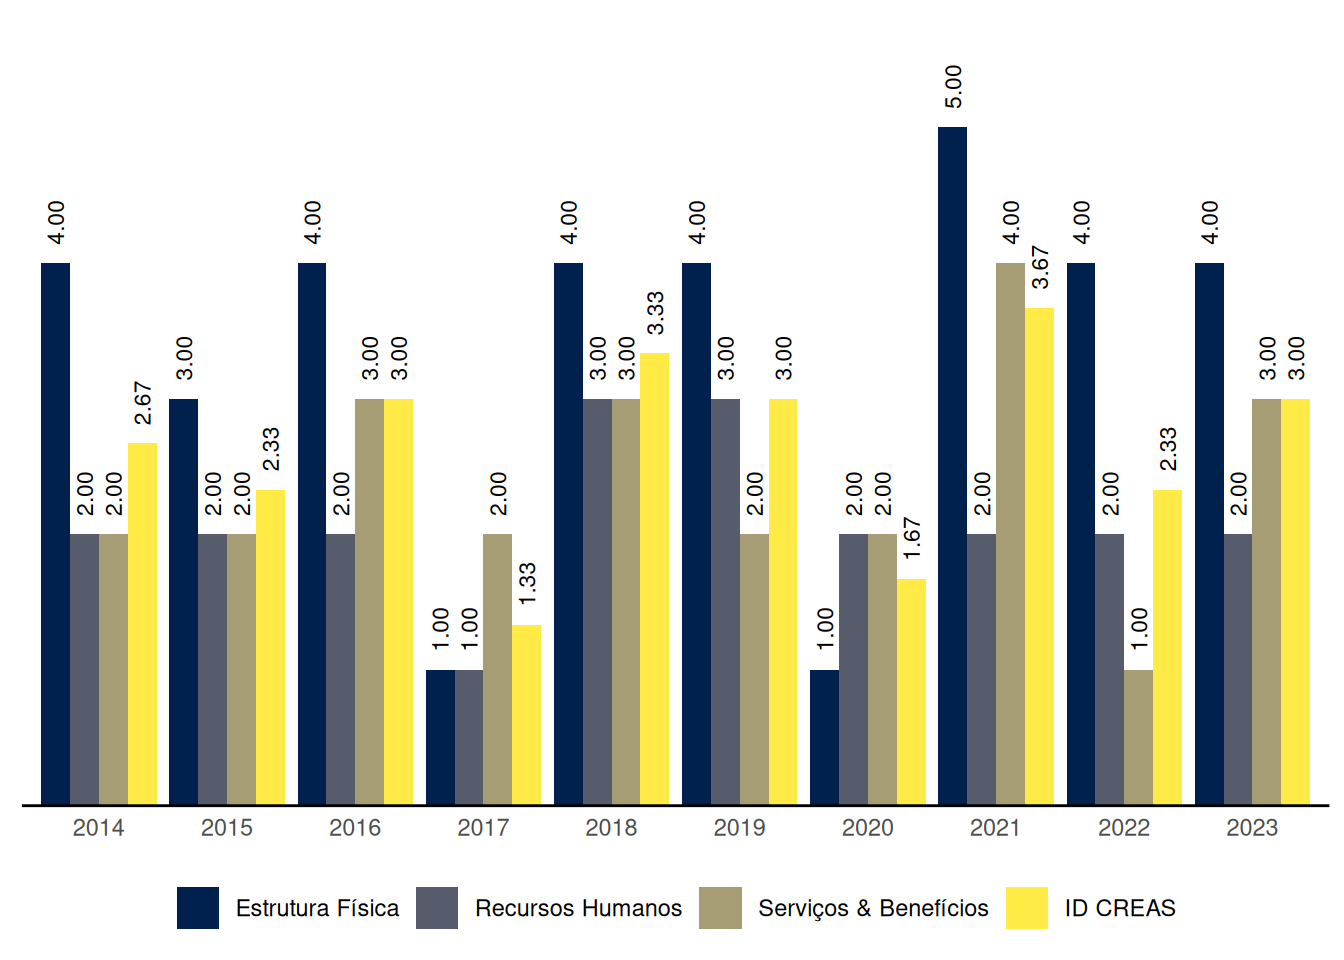 5.00
4.00 4.00 4.00 4.00 4.00 4.00 4.00
3.67
3.33
3.00 3.00 3.00 3.00 3.00 3.00 3.00 3.00 3.00
2.67
2.33 2.33
2.00 2.00 2.00 2.00 2.00 2.00 2.00 2.00 2.00 2.00 2.00 2.00
1.67
1.33
1.00 1.00 1.00 1.00
2014 2015 2016 2017 2018 2019 2020 2021 2022 2023
Estrutura Física Recursos Humanos Serviços & Benefícios ID CREAS